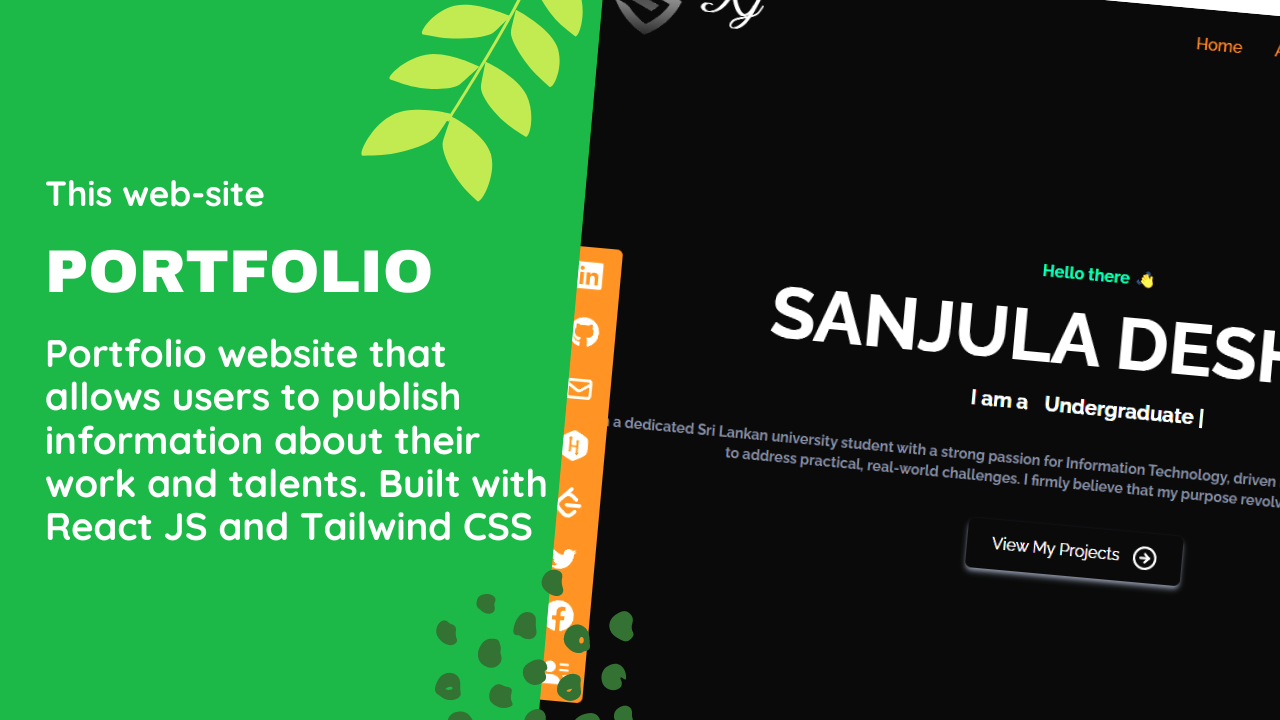 This web-site
PORTFOLIO
Portfolio website that
allows users to publish
information about their
work and talents. Built with
React JS and Tailwind CSS
Home
Hello there 👋
SANJULA DESH
I am a Undergraduate |
a dedicated Sri Lankan university student with a strong passion for Information Technology, driven
to address practical, real-world challenges. I firmly believe that my purpose revolv
View My Projects
in
H